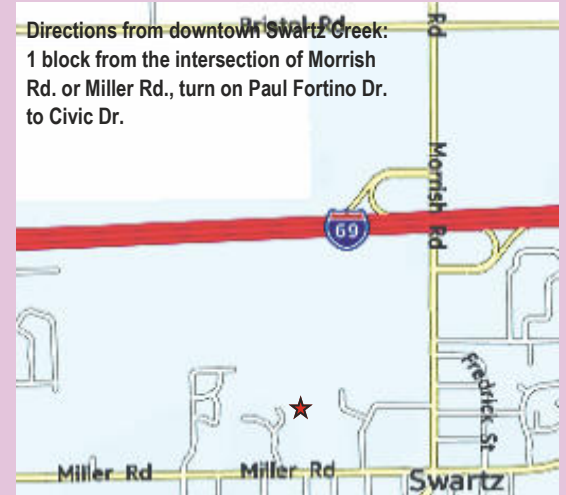 Bristol Rd
Rd
Directions from downtown Swartz Creek:
1 block from the intersection of Morrish
Rd. or Miller Rd., turn on Paul Fortino Dr.
to Civic Dr.
Morrish Rd
69
Fredrick St
Miller Rd
Miller Rd
Swartz